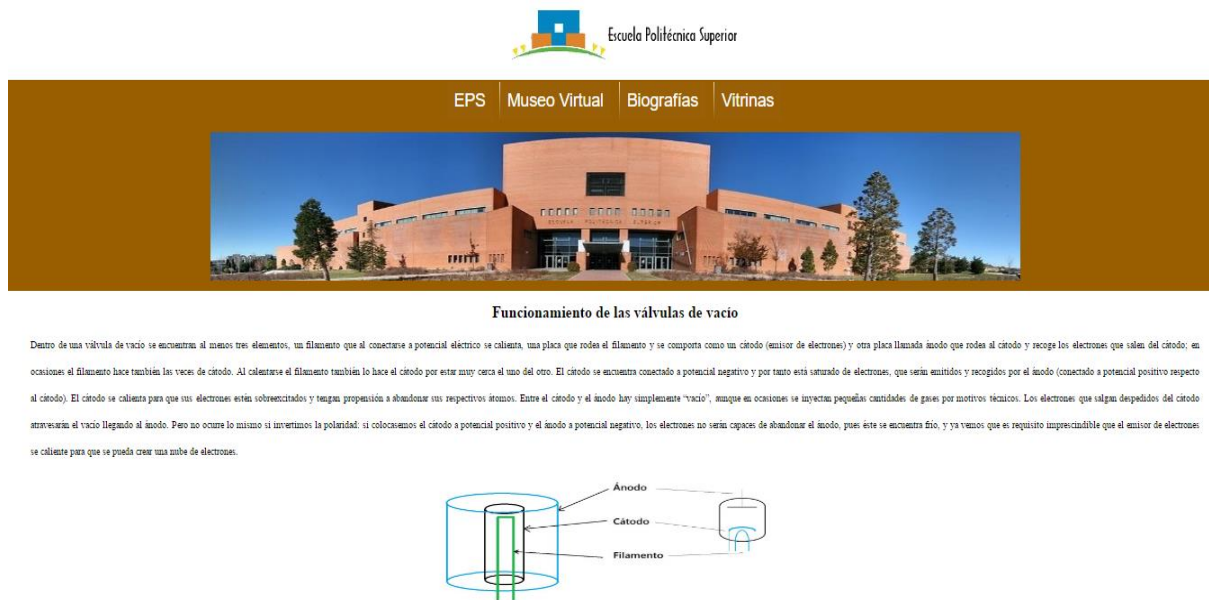 Escuela Politécnica Superior
EPS Museo Virtual Biografías Vitrinas
ESCUELA POLITECNICA SUPERIOR
Funcionamiento de las válvulas de vacío
Dentro de una válvula de vacío se encuentran al menos tres elementos, un filamento que al conectarse a potencial eléctrico se calienta, una placa que rodea el filamento y se comporta como un cátodo (emisor de electrones) y otra placa llamada ánodo que rodea al cátodo y recoge los electrones que salen del cátodo; en
ocasiones el filamento hace también las veces de cátodo. Al calentarse el filamento también lo hace el cátodo por estar muy cerca el uno del otro. El cátodo se encuentra conectado a potencial negativo y por tanto está saturado de electrones, que serán emitidos y recogidos por el ánodo (conectado a potencial positivo respecto
al cátodo). El cátodo se calienta para que sus electrones estén sobreexcitados y tengan propensión a abandonar sus respectivos átomos. Entre el cátodo y el ánodo hay simplemente “vacío”, aunque en ocasiones se inyectan pequeñas cantidades de gases por motivos técnicos. Los electrones que salgan despedidos del cátodo
atravesarán el vacío llegando al ánodo. Pero no ocurre lo mismo si invertimos la polaridad: si colocasemos el cátodo a potencial positivo y el ánodo a potencial negativo, los electrones no serán capaces de abandonar el ánodo, pues éste se encuentra frío, y ya vemos que es requisito imprescindible que el emisor de electrones
se caliente para que se pueda crear una nube de electrones.
Ánodo
Cátodo
Filamento